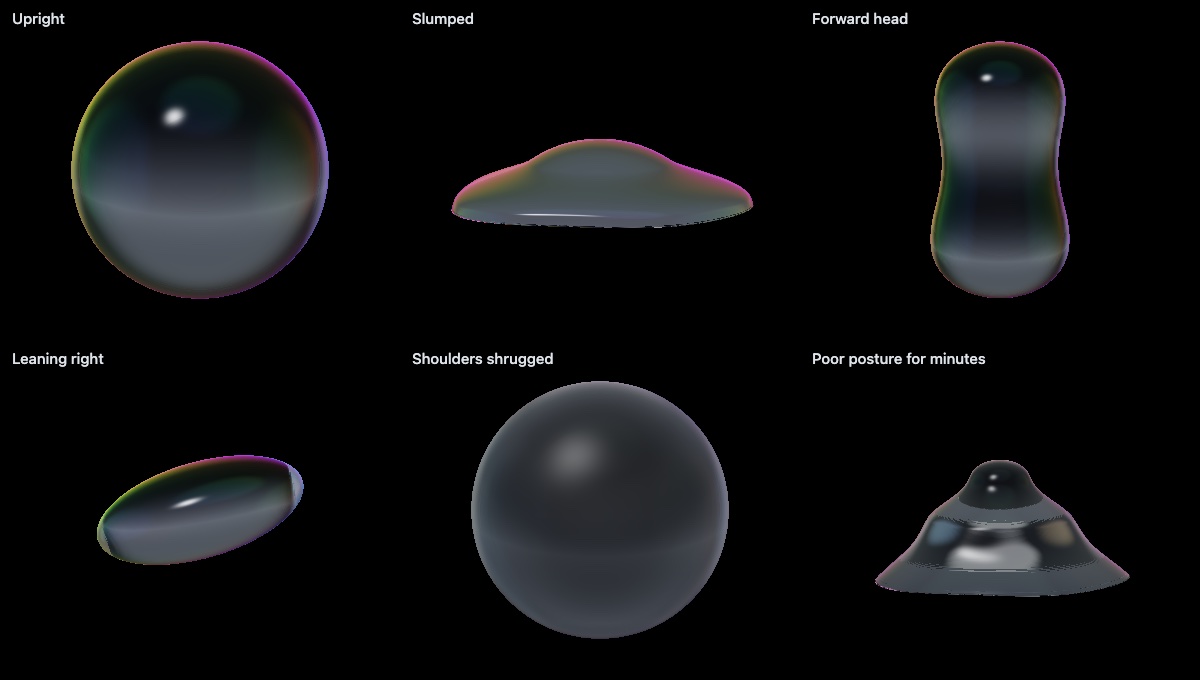 Upright
Slumped
Forward head
Leaning right
Shoulders shrugged
Poor posture for minutes